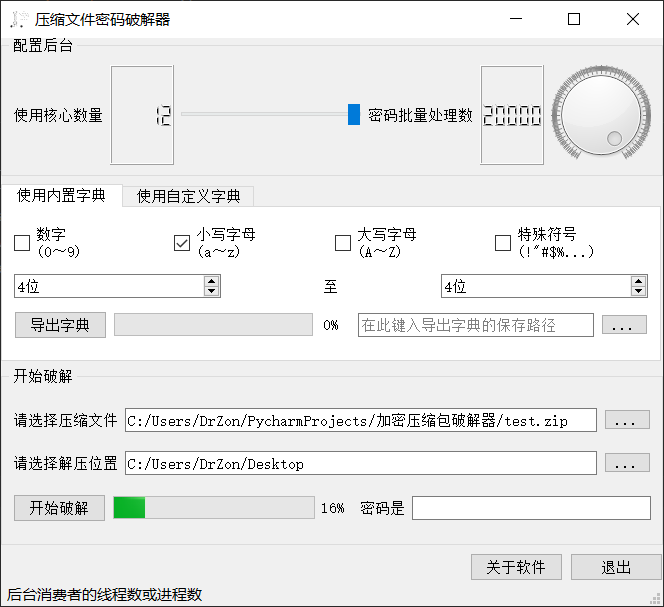 压缩文件密码破解器
配置后台
使用核心数量 12 密码批量处理数 20000
使用内置字典 使用自定义字典
数字 小写字母 大写字母 特殊符号
(0～9) (a～z) (A～Z) (!"#$%...)
4位 至 4位
导出字典 0% 在此键入导出字典的保存路径 ...
开始破解
请选择压缩文件 C:/Users/DrZon/PycharmProjects/加密压缩包破解器/test.zip ...
请选择解压位置 C:/Users/DrZon/Desktop ...
开始破解 16% 密码是
关于软件 退出
后台消费者的线程数或进程数